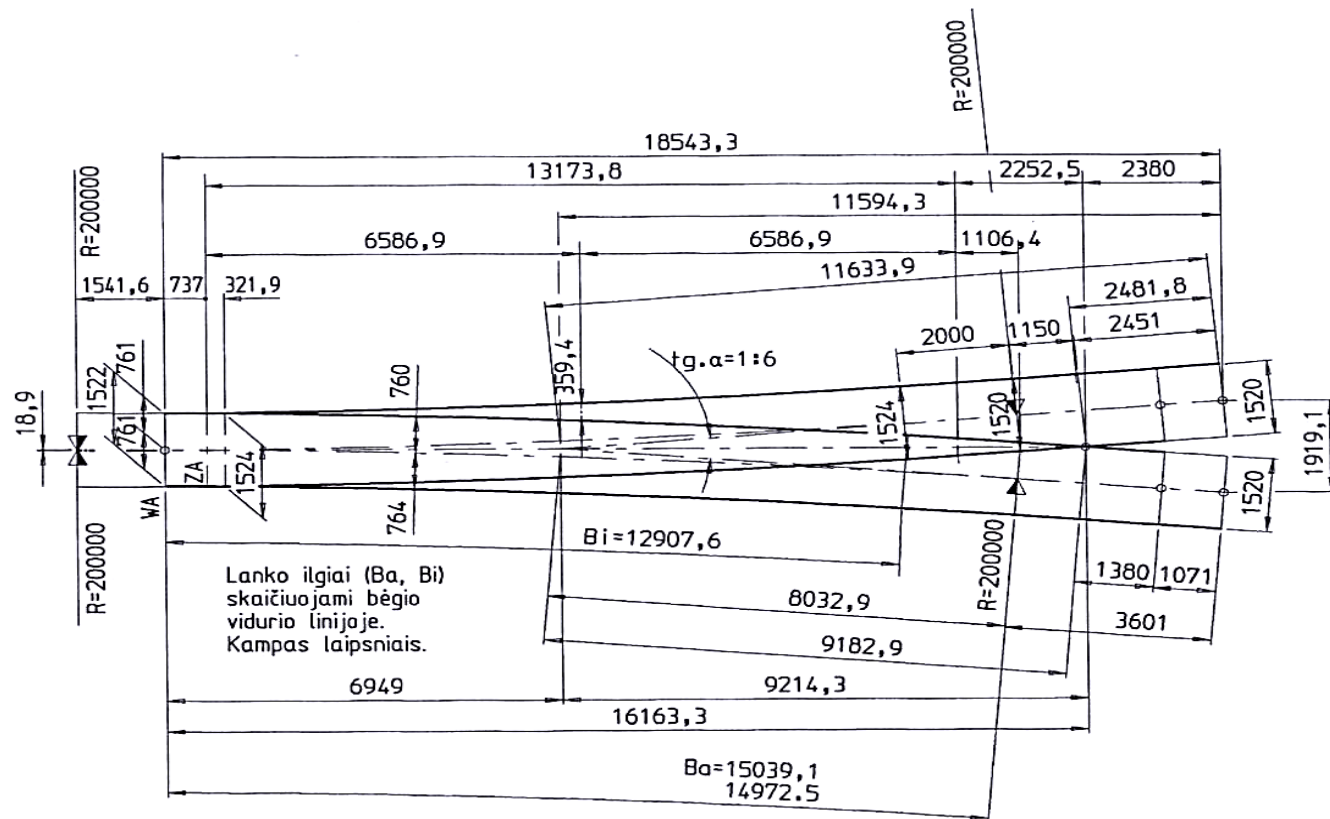 R=200000
18543,3
13173,8
2252,5
2380
R=200000
11594,3
6586,9
6586,9
1106,4
11633,9
1541,6
737
321,9
2481,8
2000
1150
2451
tg.a=1:6
359,4
761
1522
760
18,9
761
1524
1520
1520
1524
1919,1
ZA
WA
764
1520
Bi=12907,6
R=200000
R=200000
1380
1071
Lanko ilgiai (Ba, Bi)
skaičiuojami bėgio
vidurio linijoje.
Kampas laipsniais.
8032,9
3601
9182,9
6949
9214,3
16163,3
Ba=15039,1
14972.5